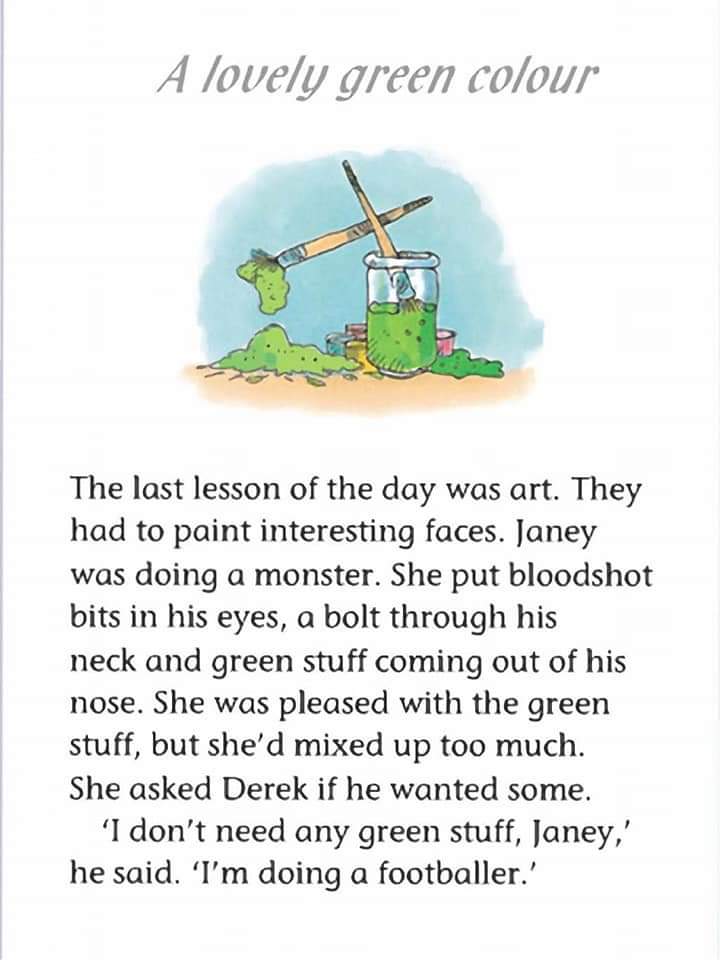 A lovely green colour
The last lesson of the day was art. They
had to paint interesting faces. Janey
was doing a monster. She put bloodshot
bits in his eyes, a bolt through his
neck and green stuff coming out of his
nose. She was pleased with the green
stuff, but she'd mixed up too much.
She asked Derek if he wanted some.
‘I don't need any green stuff, Janey,’
he said. ‘I'm doing a footballer.’